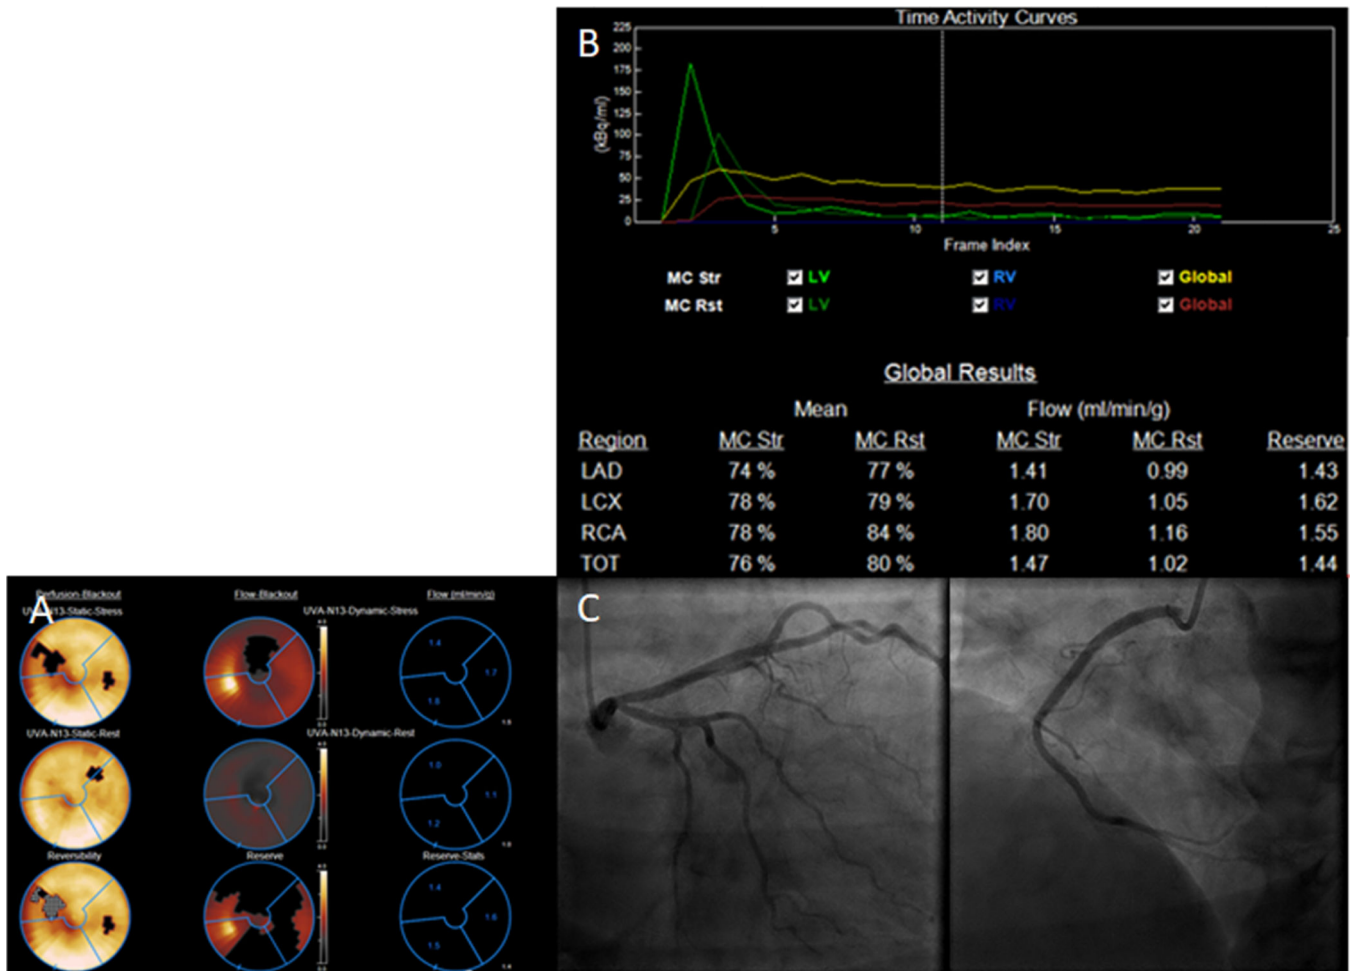 B
Time Activity Curves
225
200
175
150
125
100
75
50
25
0
(kBq/ml)
5 10 15 20 25
Frame Index
MC Str LV RV Global
MC Rst LV RV Global
Global Results
Mean Flow (ml/min/g)
Region MC Str MC Rst MC Str MC Rst Reserve
LAD 74 % 77 % 1.41 0.99 1.43
LCX 78 % 79 % 1.70 1.05 1.62
RCA 78 % 84 % 1.80 1.16 1.55
TOT 76 % 80 % 1.47 1.02 1.44
A
Perfusion-Blackout Flow-Blackout Flow (ml/min/g)
UVA-N13-Static-Stress UVA-N13-Dynamic-Stress
1.4
1.7
1.8
UVA-N13-Static-Rest UVA-N13-Dynamic-Rest
1.0
1.1
1.2
Reversibility Reserve Reserve-Stats
1.4
1.6
1.5
C